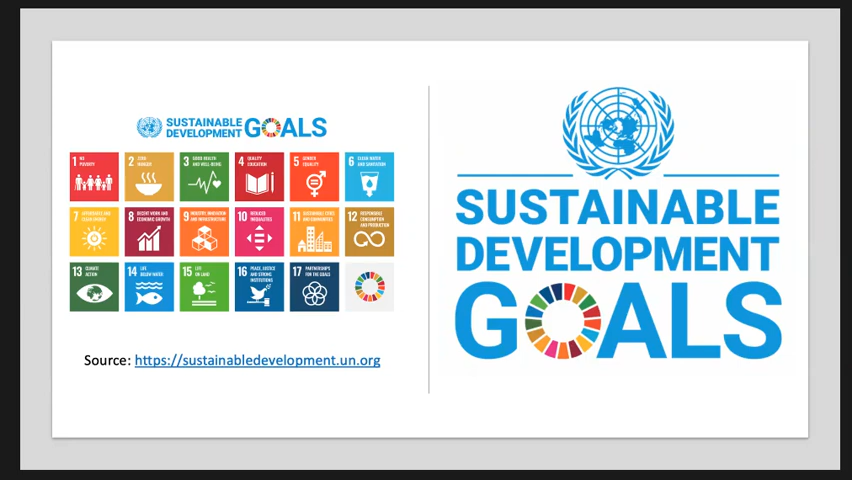 SUSTAINABLE
DEVELOPMENT GOALS
1 NO
POVERTY
2 ZERO
HUNGER
3 GOOD HEALTH
AND WELL-BEING
4 QUALITY
EDUCATION
5 GENDER
EQUALITY
6 CLEAN WATER
AND SANITATION
7 AFFORDABLE AND
CLEAN ENERGY
8 DECENT WORK AND
ECONOMIC GROWTH
9 INDUSTRY, INNOVATION
AND INFRASTRUCTURE
10 REDUCED
INEQUALITIES
11 SUSTAINABLE CITIES
AND COMMUNITIES
12 RESPONSIBLE
CONSUMPTION
AND PRODUCTION
13 CLIMATE
ACTION
14 LIFE
BELOW WATER
15 LIFE
ON LAND
16 PEACE, JUSTICE
AND STRONG
INSTITUTIONS
17 PARTNERSHIPS
FOR THE GOALS
Source: https://sustainabledevelopment.un.org
SUSTAINABLE
DEVELOPMENT
GOALS